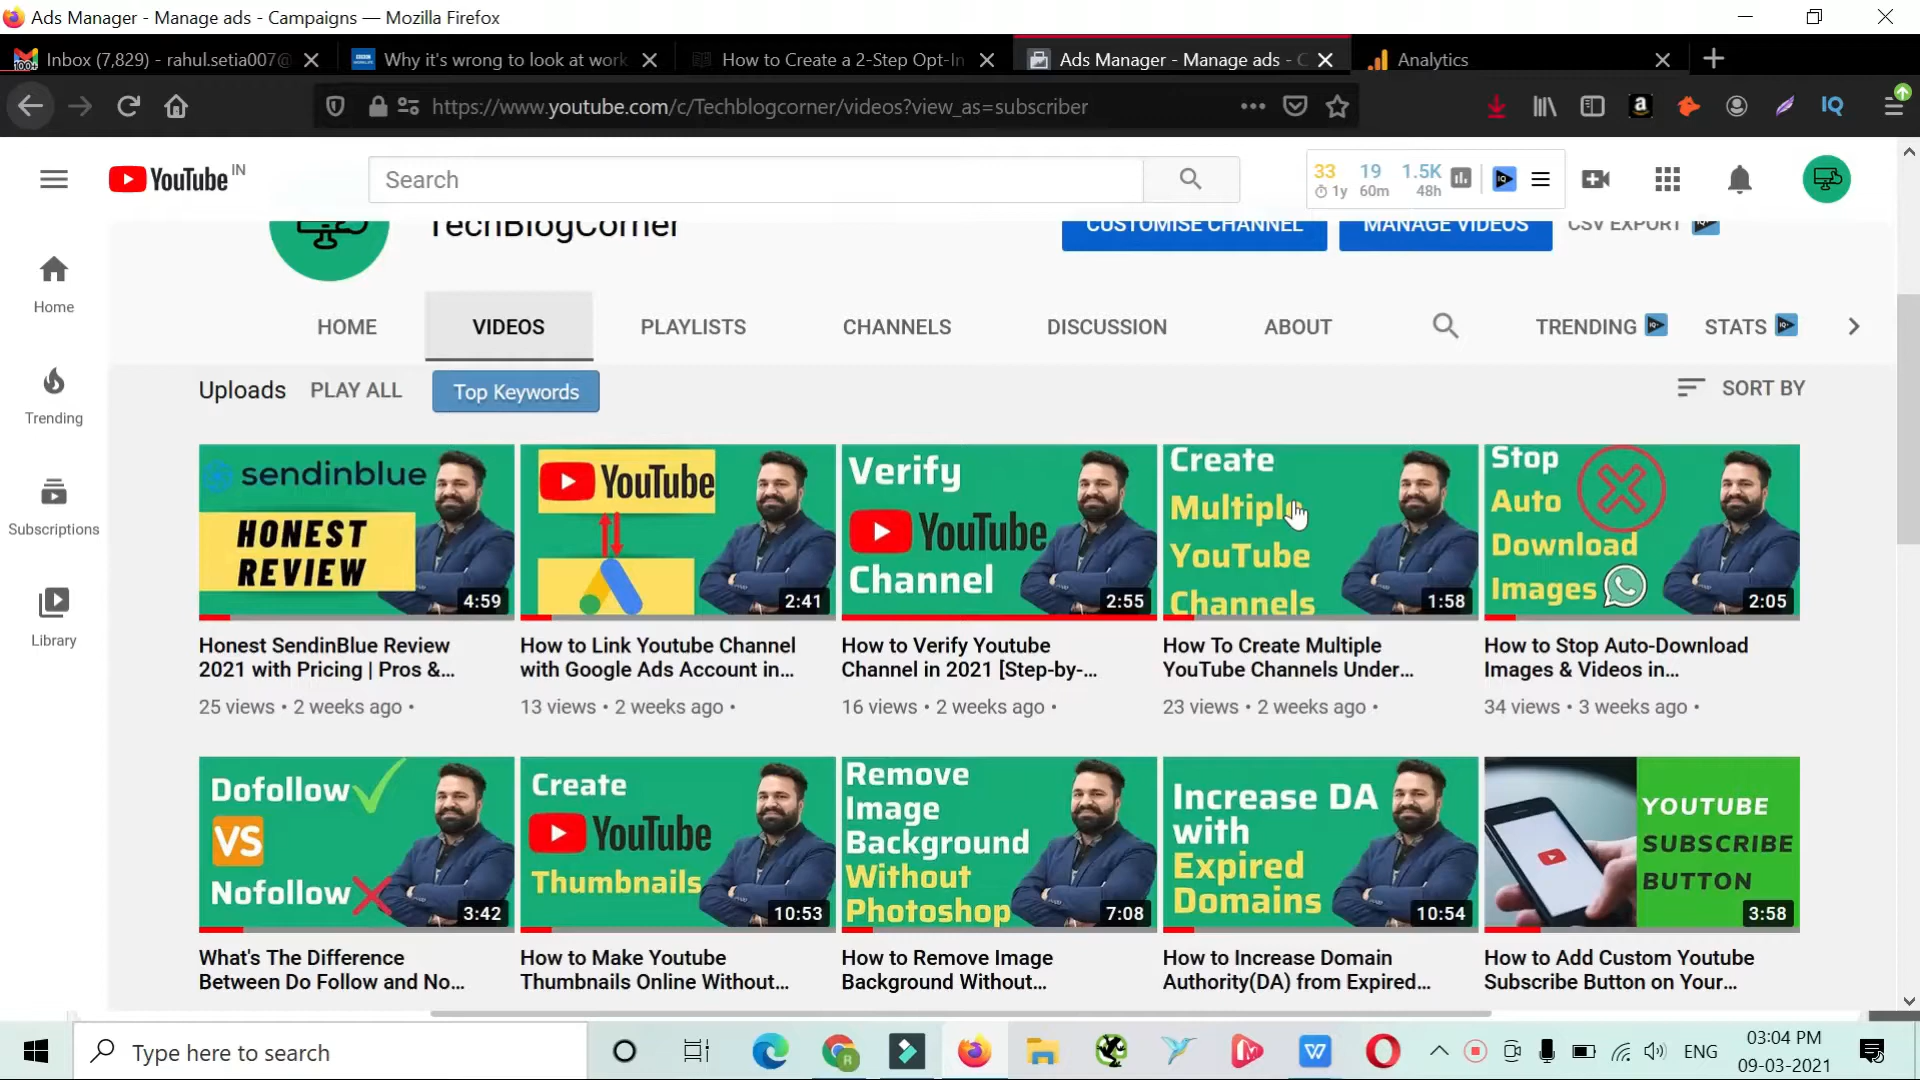 Ads Manager - Manage ads - Campaigns — Mozilla Firefox
Inbox (7,829) - rahul.setia007@
Why it's wrong to look at work
How to Create a 2-Step Opt-In
Ads Manager - Manage ads - C
Analytics
https://www.youtube.com/c/Techblogcorner/videos?view_as=subscriber
YouTube IN
Search
33 19 1.5K
1y 60m 48h
TechBlogCorner
CUSTOMISE CHANNEL
MANAGE VIDEOS
CSV EXPORT
Home
Trending
Subscriptions
Library
HOME
VIDEOS
PLAYLISTS
CHANNELS
DISCUSSION
ABOUT
TRENDING
STATS
Uploads
PLAY ALL
Top Keywords
SORT BY
sendinblue
HONEST
REVIEW
4:59
YouTube
2:41
Verify
YouTube
Channel
2:55
Create
Multiple
YouTube
Channels
1:58
Stop
Auto
Download
Images
2:05
Honest SendinBlue Review
2021 with Pricing | Pros &...
25 views • 2 weeks ago •
How to Link Youtube Channel
with Google Ads Account in...
13 views • 2 weeks ago •
How to Verify Youtube
Channel in 2021 [Step-by-...
16 views • 2 weeks ago •
How To Create Multiple
YouTube Channels Under...
23 views • 2 weeks ago •
How to Stop Auto-Download
Images & Videos in...
34 views • 3 weeks ago •
Dofollow
VS
Nofollow
3:42
Create
YouTube
Thumbnails
10:53
Remove
Image
Background
Without
Photoshop
7:08
Increase DA
with
Expired
Domains
10:54
YOUTUBE
SUBSCRIBE
BUTTON
3:58
What's The Difference
Between Do Follow and No...
How to Make Youtube
Thumbnails Online Without...
How to Remove Image
Background Without...
How to Increase Domain
Authority(DA) from Expired...
How to Add Custom Youtube
Subscribe Button on Your...
Type here to search
ENG
03:04 PM
09-03-2021